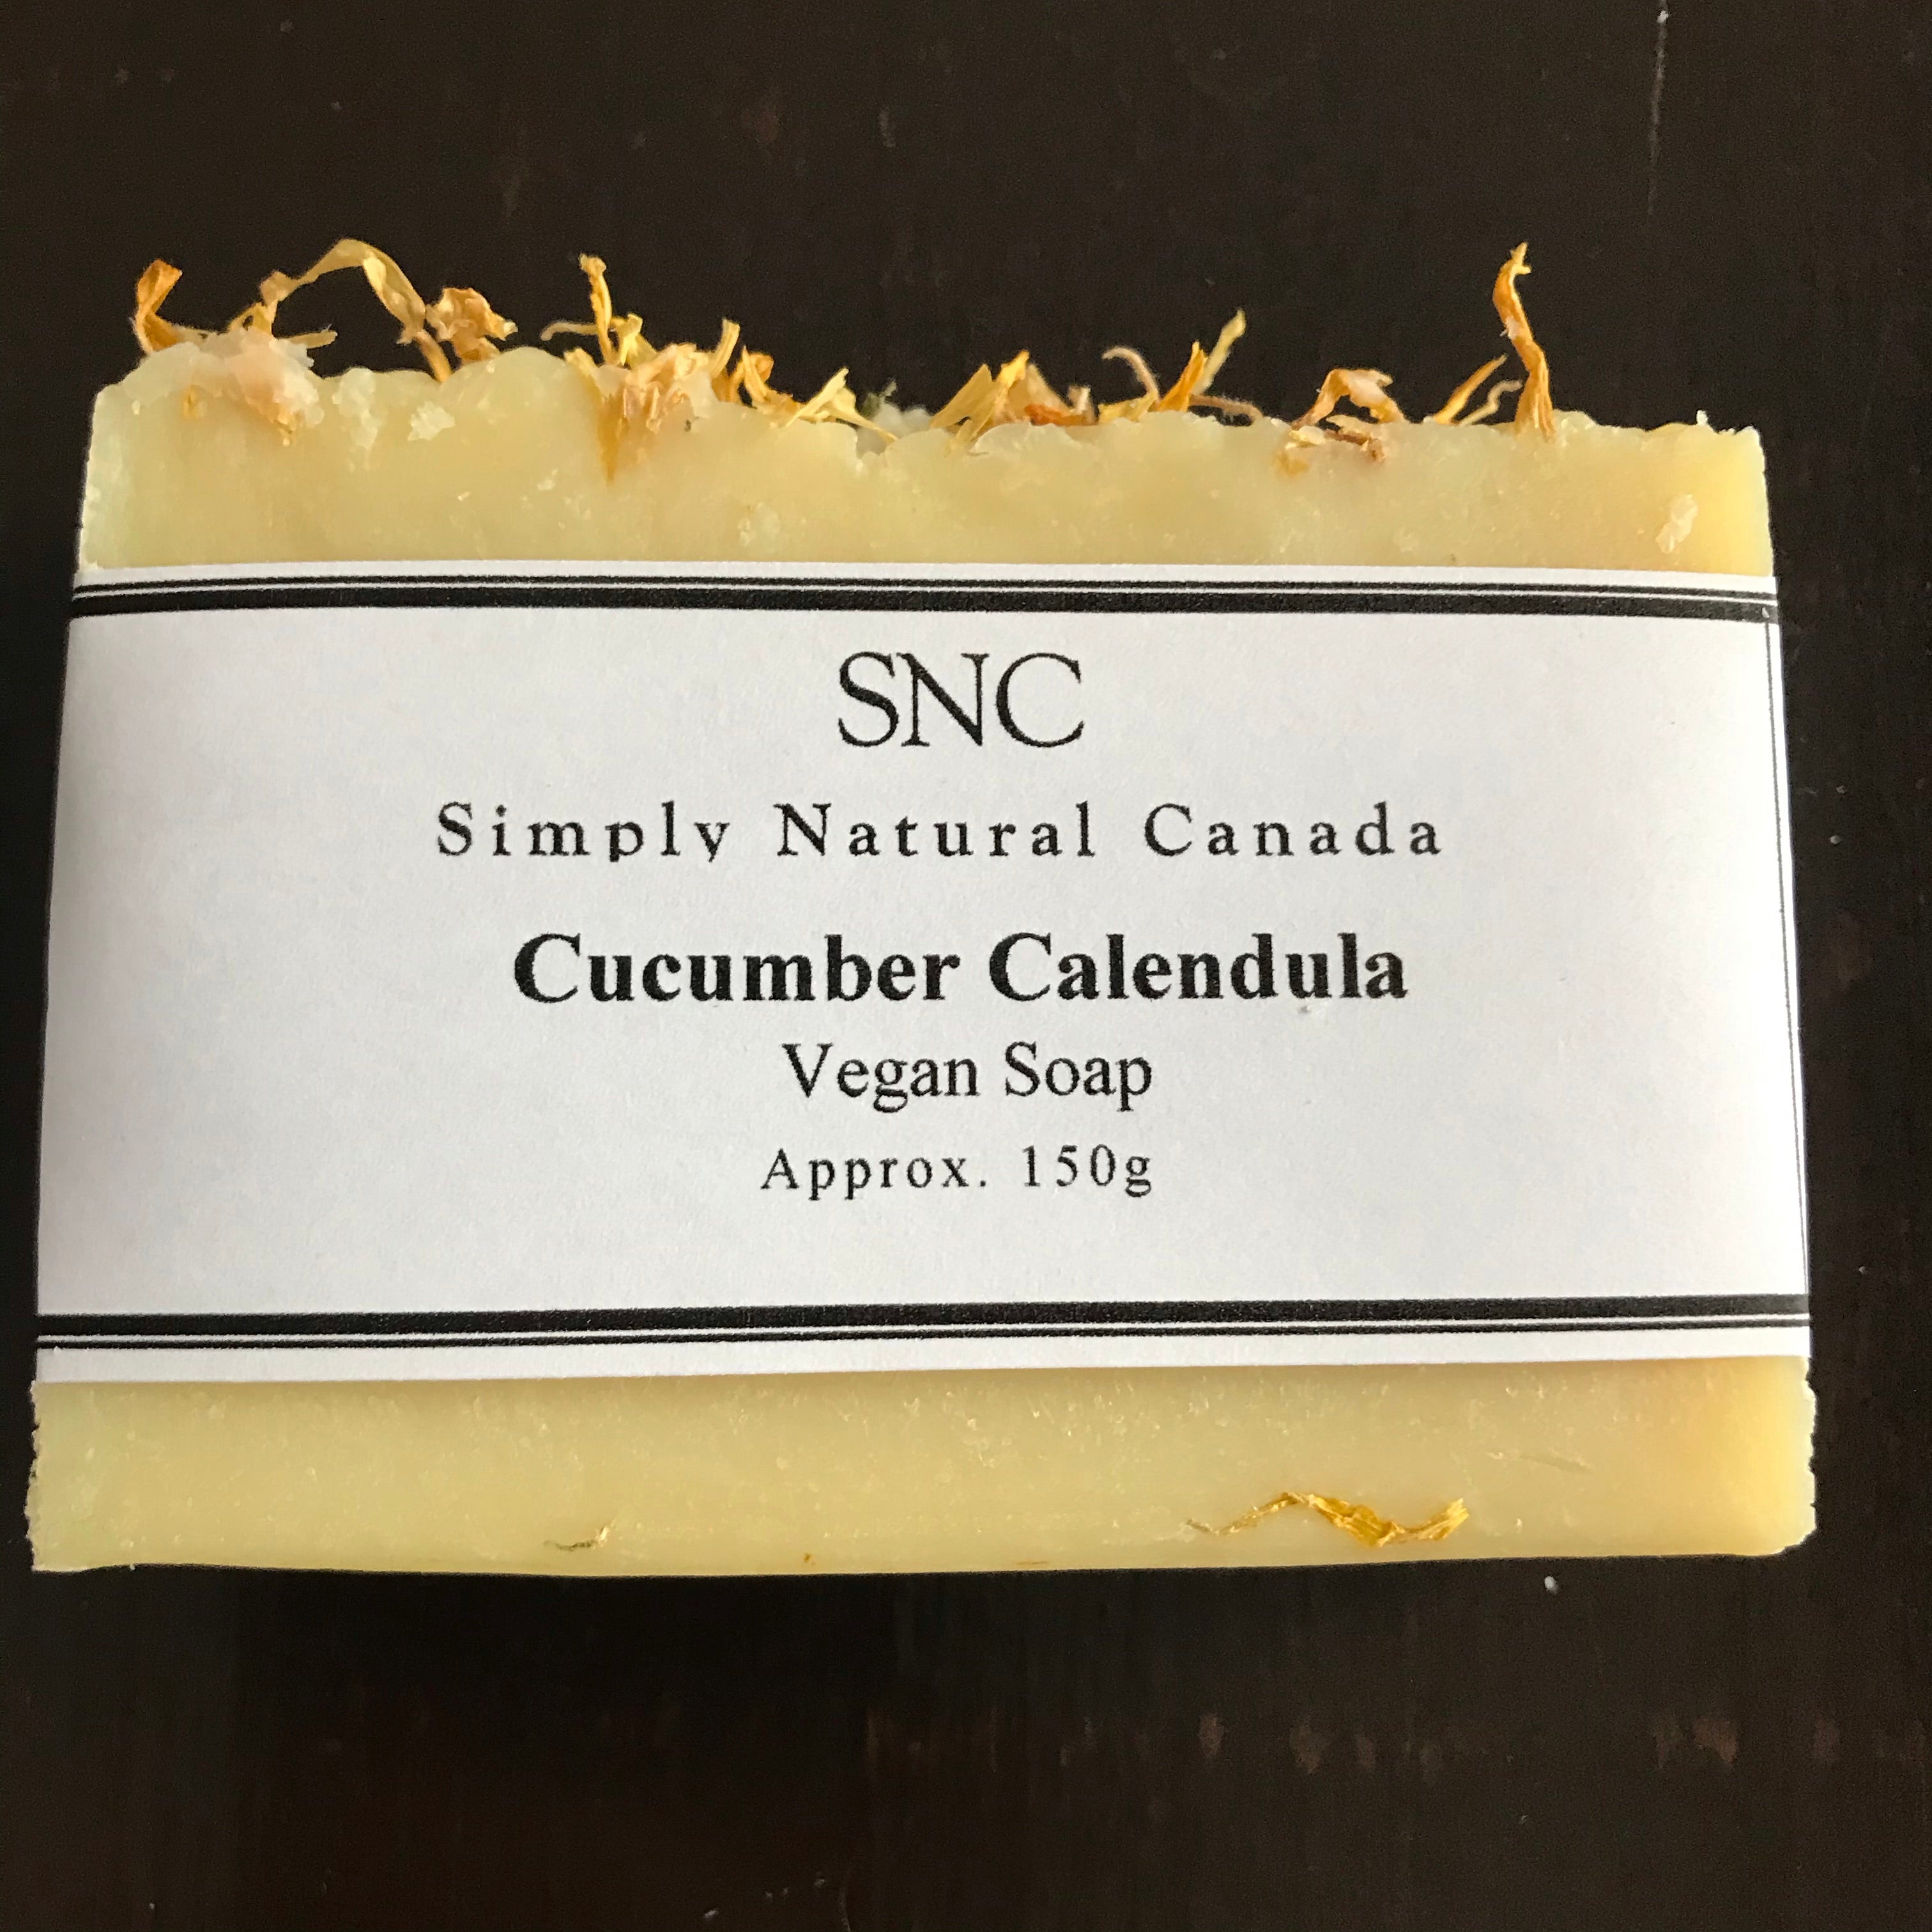 SNC
Simply Natural Canada
Cucumber Calendula
Vegan Soap
Approx. 150g